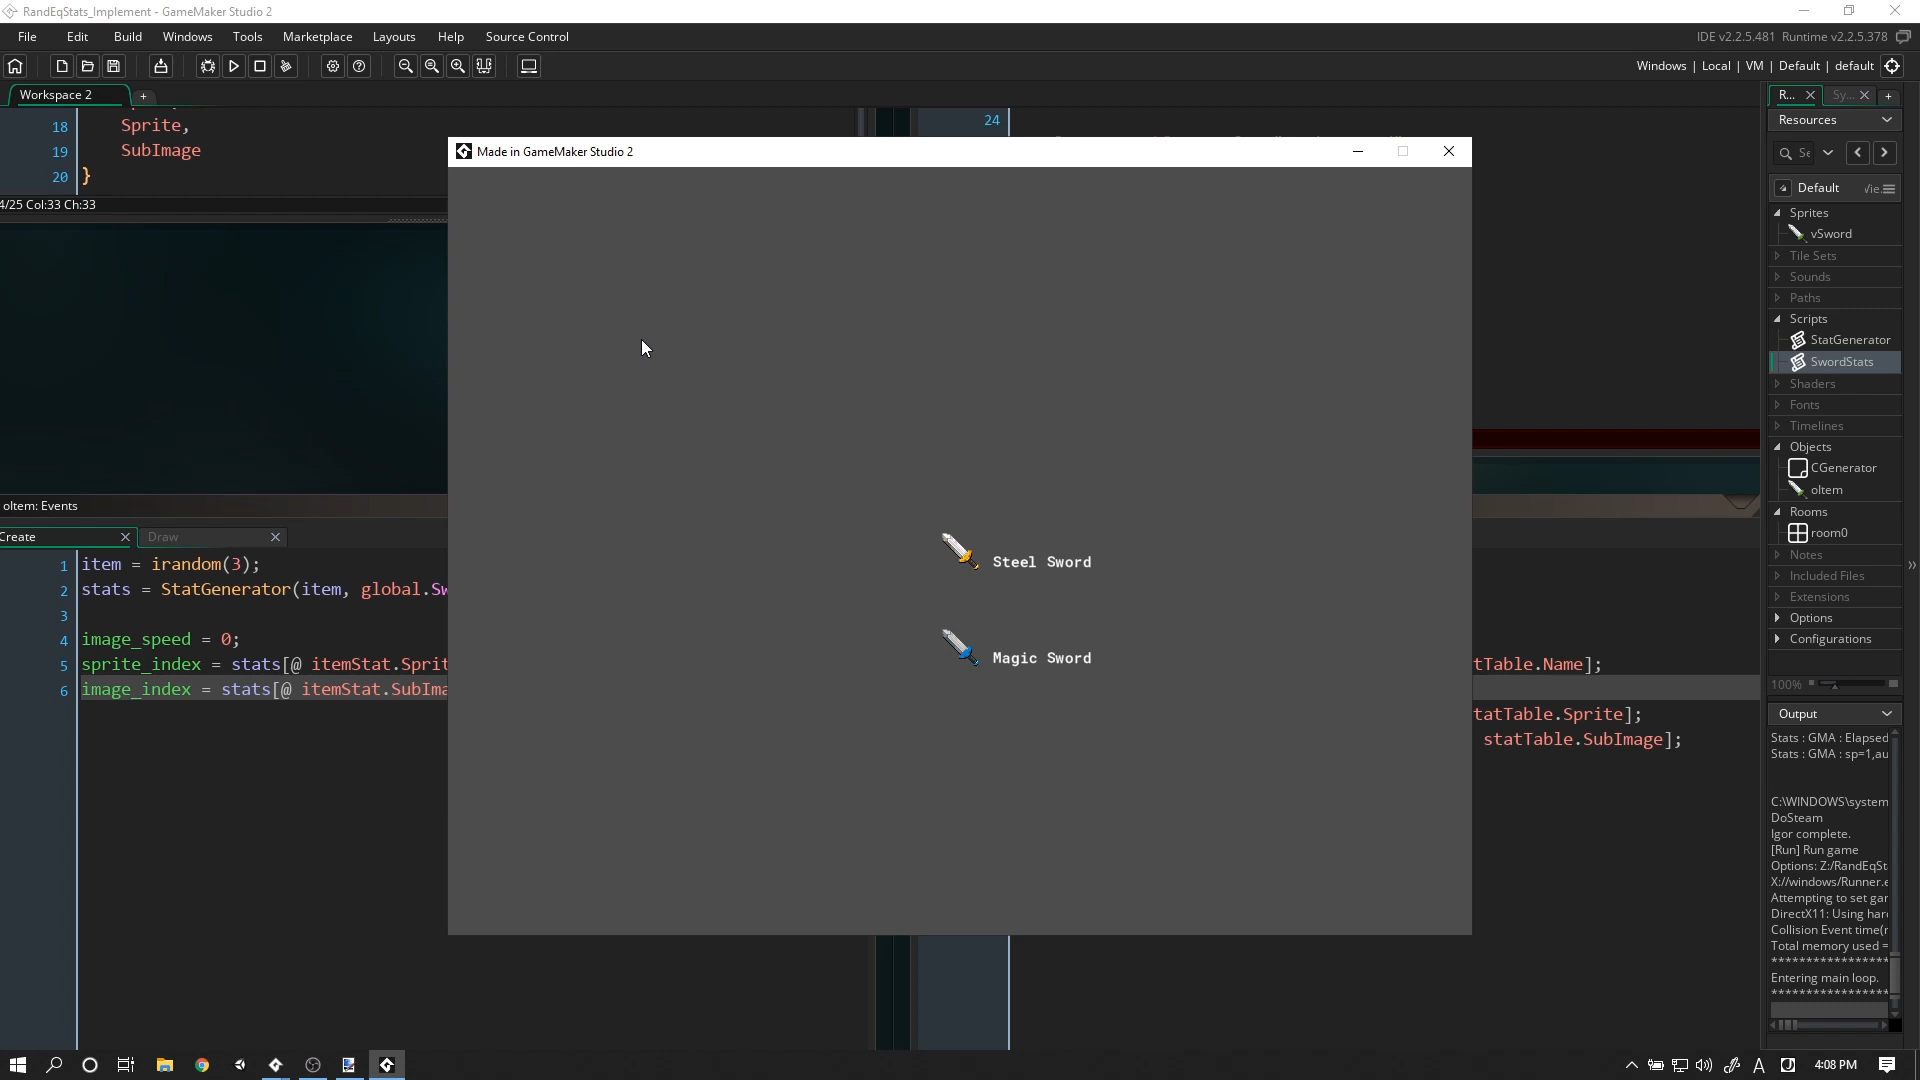 RandEqStats_Implement - GameMaker Studio 2
File Edit Build Windows Tools Marketplace Layouts Help Source Control
IDE v2.2.5.481 Runtime v2.2.5.378
Windows | Local | VM | Default | default
Workspace 2
+
18 Sprite,
19 SubImage
20 }
4/25 Col:33 Ch:33
24
Made in GameMaker Studio 2
Steel Sword
Magic Sword
oItem: Events
Create
Draw
1 item = irandom(3);
2 stats = StatGenerator(item, global.Sw
3
4 image_speed = 0;
5 sprite_index = stats[@ itemStat.Sprit
6 image_index = stats[@ itemStat.SubIma
tTable.Name];
tatTable.Sprite];
statTable.SubImage];
R... Sy... +
Resources
Se
Default Vie
Sprites
vSword
Tile Sets
Sounds
Paths
Scripts
StatGenerator
SwordStats
Shaders
Fonts
Timelines
Objects
CGenerator
oItem
Rooms
room0
Notes
Included Files
Extensions
Options
Configurations
100%
Output
Stats : GMA : Elapsed
Stats : GMA : sp=1,au
C:\WINDOWS\system
DoSteam
Igor complete.
[Run] Run game
Options: Z:/RandEqSt
X://windows/Runner.e
Attempting to set gar
DirectX11: Using hard
Collision Event time(r
Total memory used =
******************
Entering main loop.
******************
4:08 PM